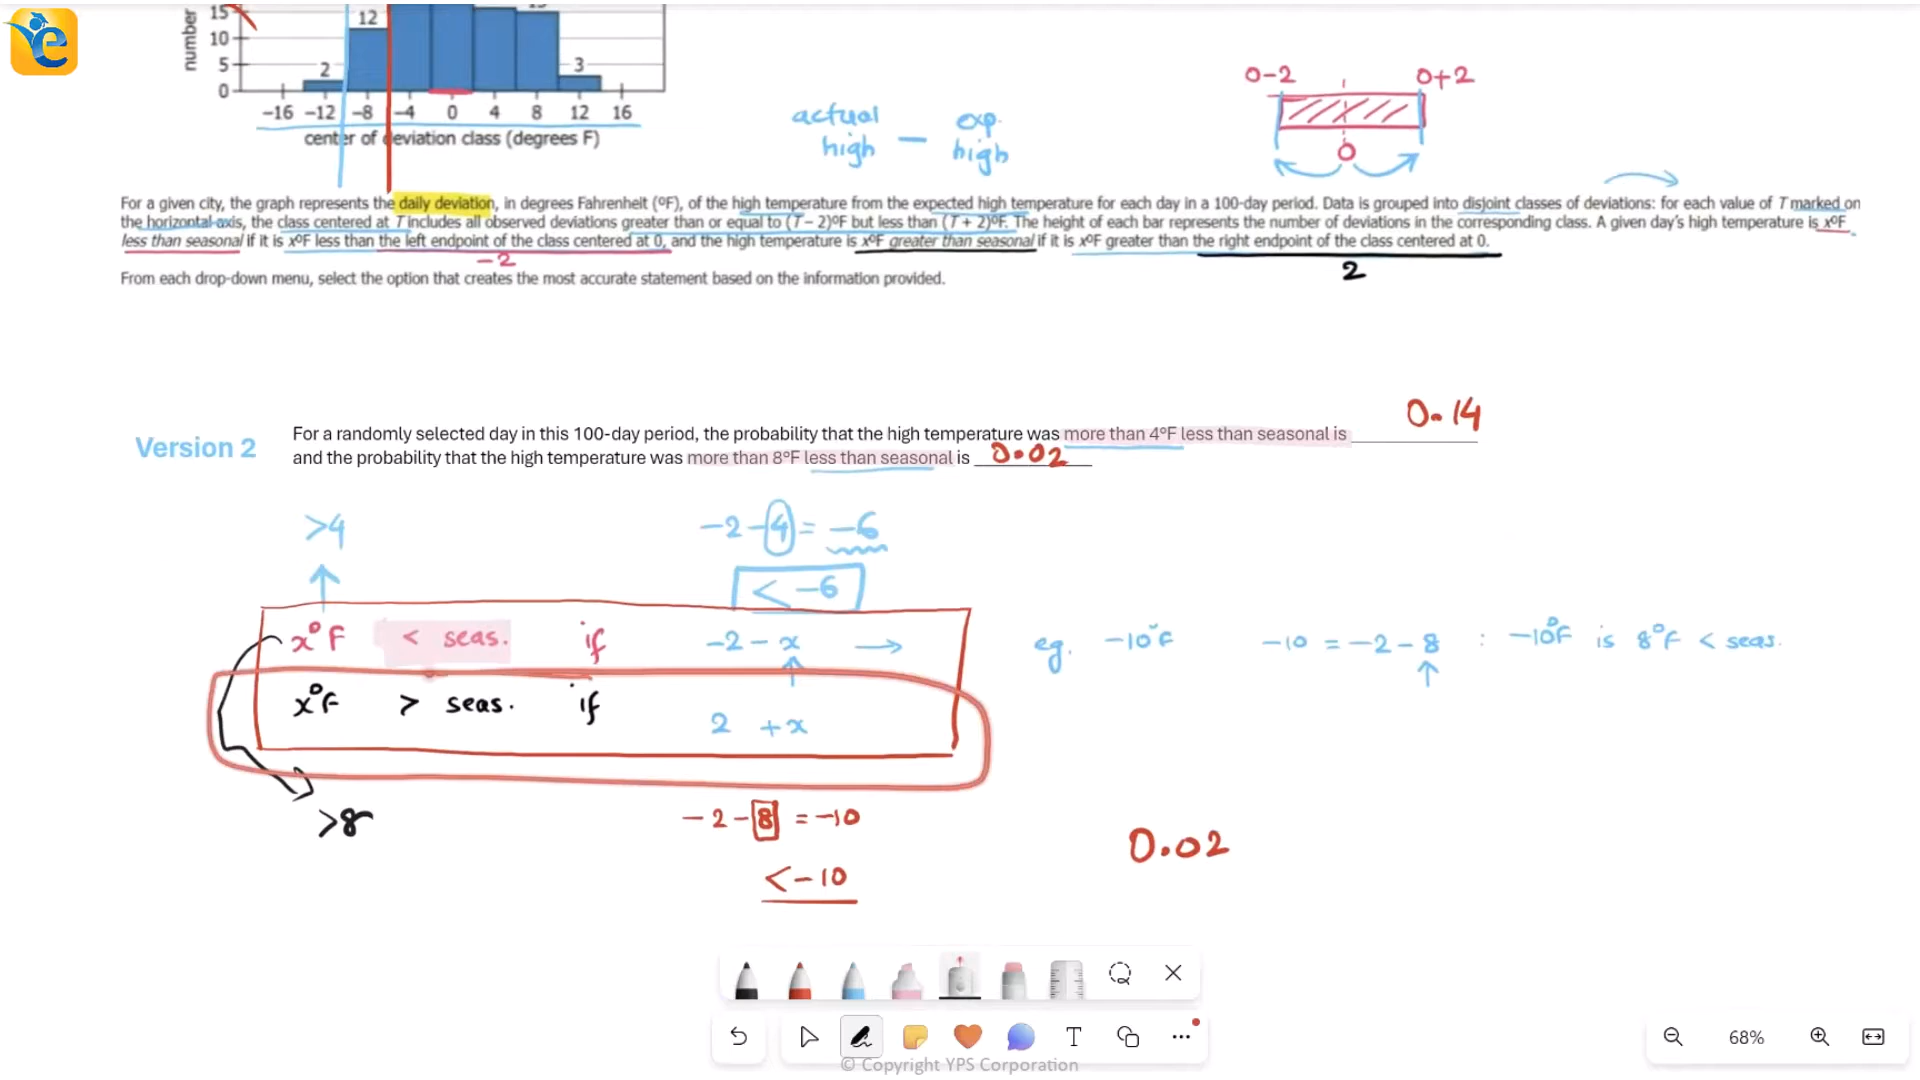 number
15
10
5
0
12
2
3
-16 -12 -8 -4 0 4 8 12 16
center of deviation class (degrees F)
actual high − exp. high
0-2
0+2
0
For a given city, the graph represents the daily deviation, in degrees Fahrenheit (ºF), of the high temperature from the expected high temperature for each day in a 100-day period. Data is grouped into disjoint classes of deviations: for each value of T marked on
the horizontal axis, the class centered at T includes all observed deviations greater than or equal to (T − 2)ºF but less than (T + 2)ºF. The height of each bar represents the number of deviations in the corresponding class. A given day's high temperature is xºF
less than seasonal if it is xºF less than the left endpoint of the class centered at 0, and the high temperature is xºF greater than seasonal if it is xºF greater than the right endpoint of the class centered at 0.
-2
2
From each drop-down menu, select the option that creates the most accurate statement based on the information provided.
0.14
Version 2
For a randomly selected day in this 100-day period, the probability that the high temperature was more than 4ºF less than seasonal is
and the probability that the high temperature was more than 8ºF less than seasonal is 0.02
>4
-2-4 = -6
< -6
xºF < seas. if -2 - x →
eg. -10ºF
-10 = -2 - 8 : -10ºF is 8ºF < seas.
xºF > seas. if 2 + x
>8
-2-8 = -10
< -10
0.02
T
68%
© Copyright YPS Corporation